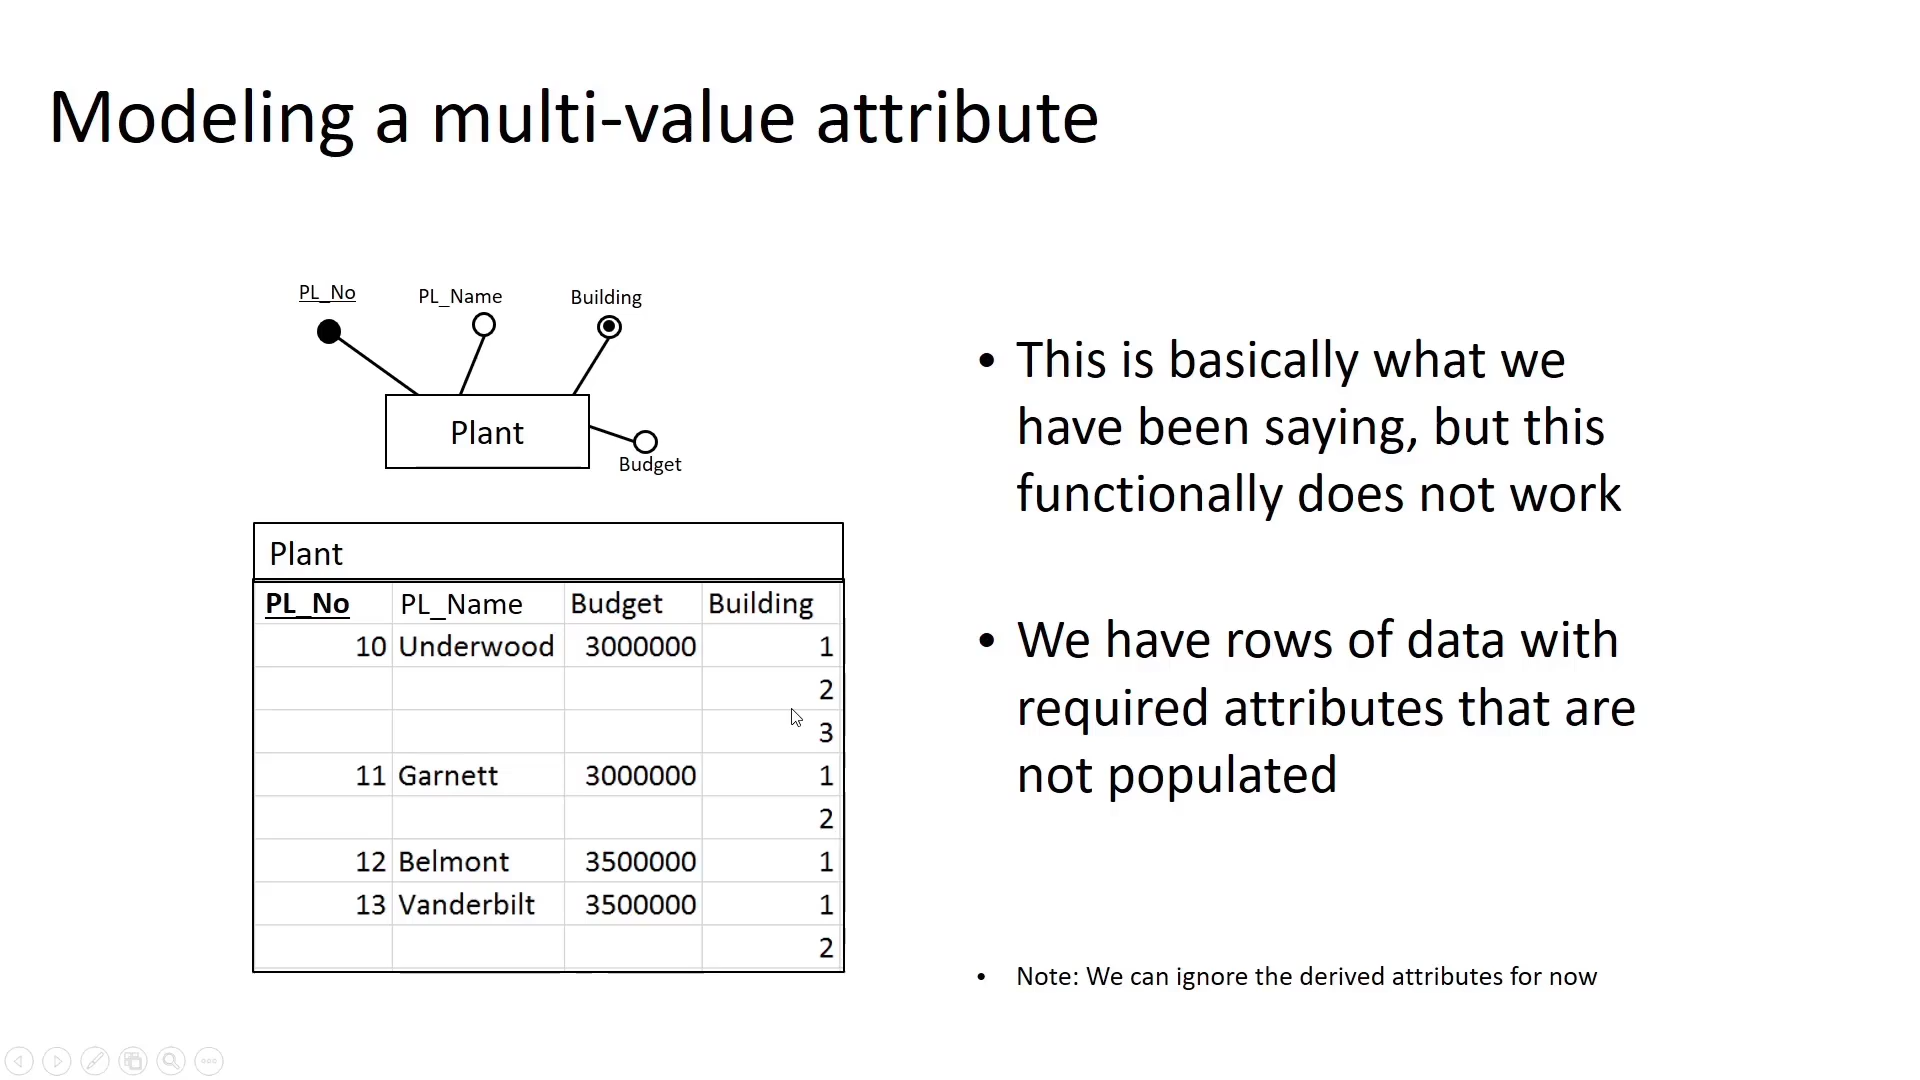 Modeling a multi-value attribute
PL_No PL_Name Building
Plant
Budget
Plant
PL_No PL_Name Budget Building
10 Underwood 3000000 1
2
3
11 Garnett 3000000 1
2
12 Belmont 3500000 1
13 Vanderbilt 3500000 1
2
• This is basically what we
have been saying, but this
functionally does not work
• We have rows of data with
required attributes that are
not populated
• Note: We can ignore the derived attributes for now